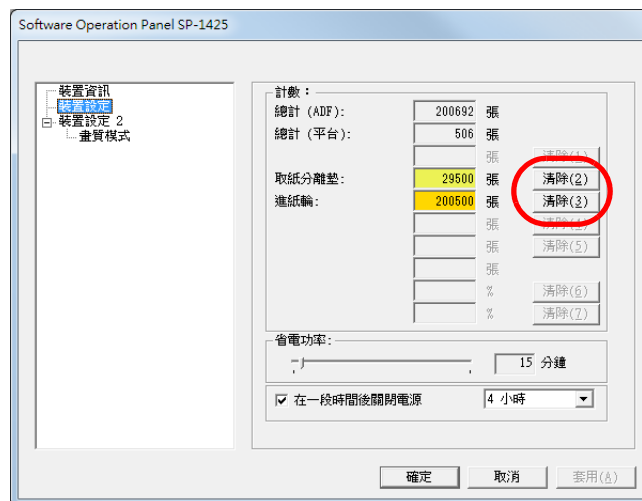 Software Operation Panel SP-1425
裝置資訊
裝置設定
裝置設定 2
畫質模式
計數：
總計 (ADF): 200692 張
總計 (平台): 506 張
張 清除(1)
取紙分離墊: 29500 張 清除(2)
進紙輪: 200500 張 清除(3)
張 清除(4)
張 清除(5)
張
% 清除(6)
% 清除(7)
省電功率:
15 分鐘
在一段時間後關閉電源 4 小時
確定 取消 套用(A)